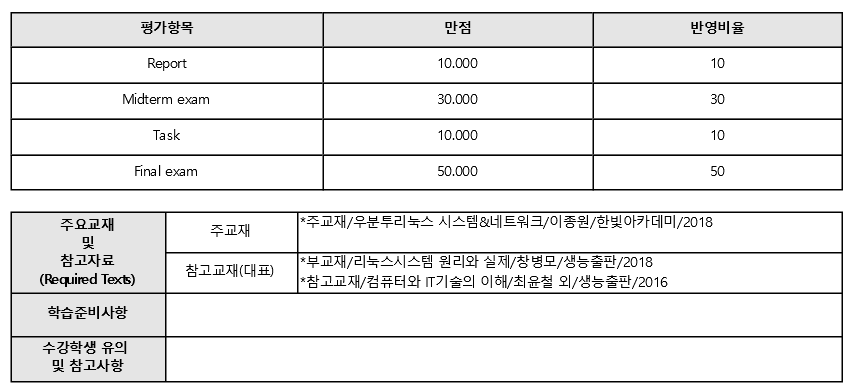 평가항목 만점 반영비율
Report 10.000 10
Midterm exam 30.000 30
Task 10.000 10
Final exam 50.000 50
주요교재
및
참고자료
(Required Texts)
주교재 *주교재/우분투리눅스 시스템&네트워크/이종원/한빛아카데미/2018
참고교재(대표) *부교재/리눅스시스템 원리와 실제/창병모/생능출판/2018
*참고교재/컴퓨터와 IT기술의 이해/최윤철 외/생능출판/2016
학습준비사항
수강학생 유의
및 참고사항